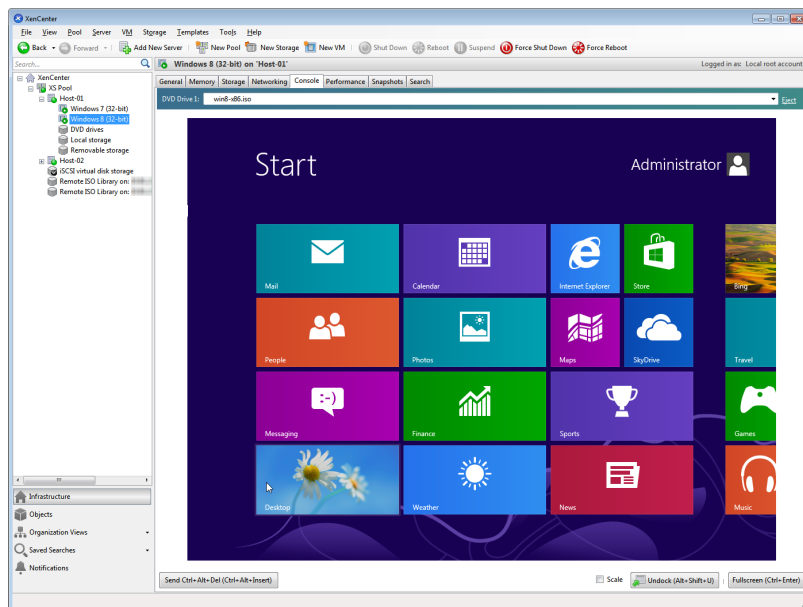 XenCenter
File View Pool Server VM Storage Templates Tools Help
Back Forward Add New Server New Pool New Storage New VM Shut Down Reboot Suspend Force Shut Down Force Reboot
Search...
Windows 8 (32-bit) on 'Host-01'
Logged in as: Local root account
XenCenter
XS Pool
Host-01
Windows 7 (32-bit)
Windows 8 (32-bit)
DVD drives
Local storage
Removable storage
Host-02
iSCSI virtual disk storage
Remote ISO Library on:
Remote ISO Library on:
Infrastructure
Objects
Organization Views
Saved Searches
Notifications
General Memory Storage Networking Console Performance Snapshots Search
DVD Drive 1: win8-x86.iso Eject
Start
Administrator
Mail Calendar Internet Explorer Store Bing
People Photos Maps SkyDrive Travel
:-)
Messaging Finance Sports Games
Desktop Weather News Music
Send Ctrl+Alt+Del (Ctrl+Alt+Insert) Scale Undock (Alt+Shift+U) Fullscreen (Ctrl+Enter)